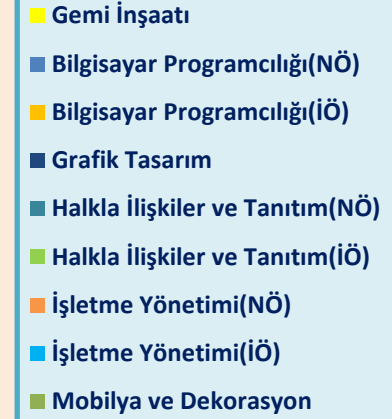 Gemi İnşaatı
Bilgisayar Programcılığı(NÖ)
Bilgisayar Programcılığı(İÖ)
Grafik Tasarım
Halkla İlişkiler ve Tanıtım(NÖ)
Halkla İlişkiler ve Tanıtım(İÖ)
İşletme Yönetimi(NÖ)
İşletme Yönetimi(İÖ)
Mobilya ve Dekorasyon